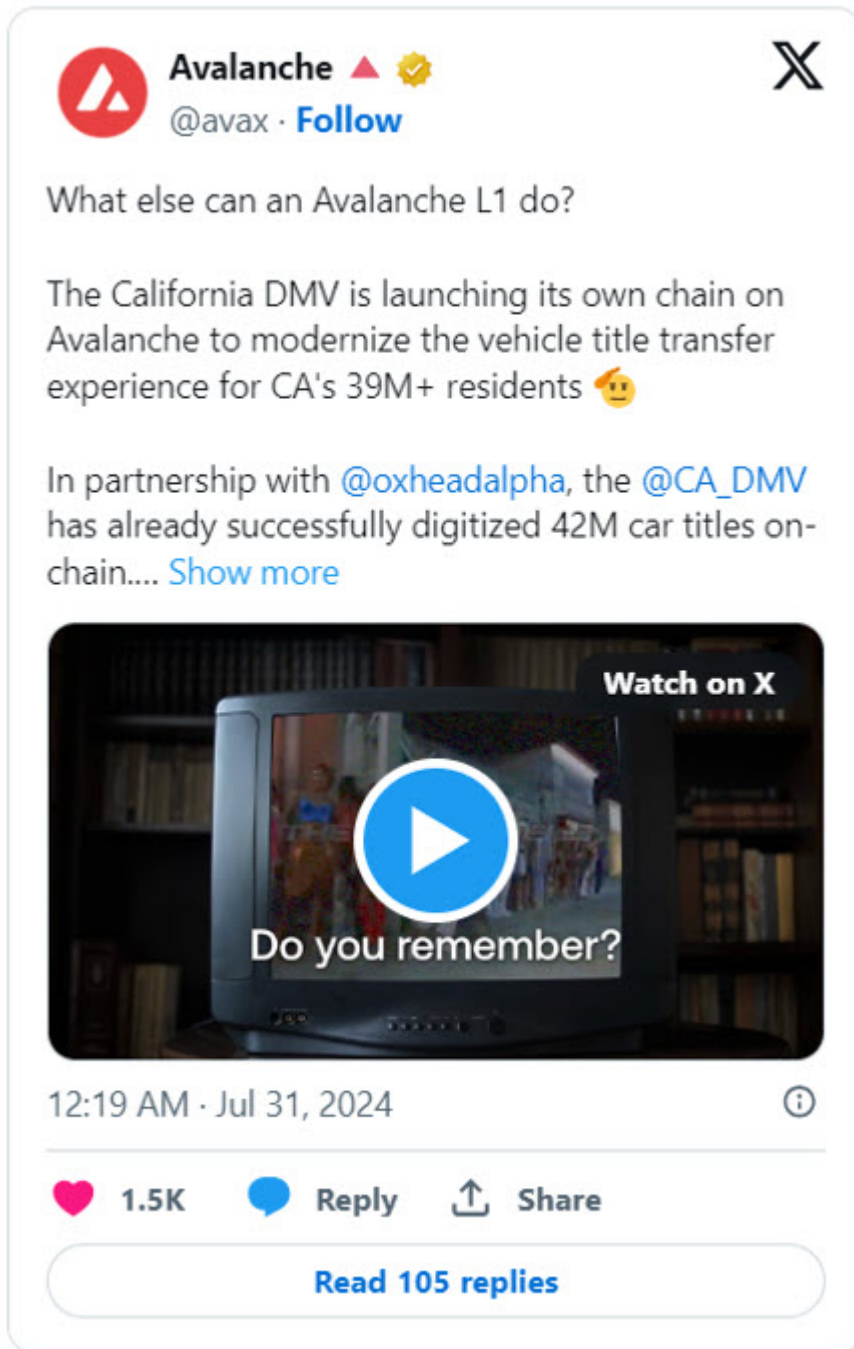 Avalanche
@avax · Follow
What else can an Avalanche L1 do?
The California DMV is launching its own chain on
Avalanche to modernize the vehicle title transfer
experience for CA's 39M+ residents
In partnership with @oxheadalpha, the @CA_DMV
has already successfully digitized 42M car titles on-
chain.... Show more
Watch on X
Do you remember?
12:19 AM · Jul 31, 2024
1.5K Reply Share
Read 105 replies